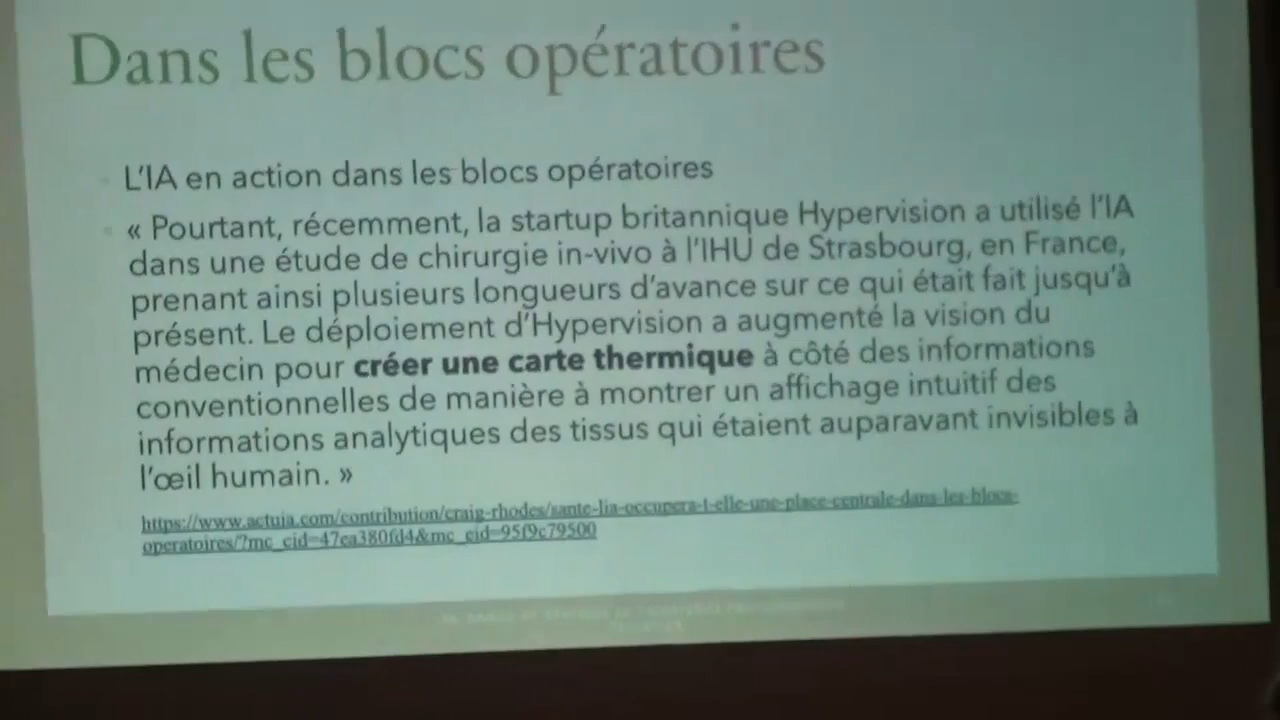 Dans les blocs opératoires
L'IA en action dans les blocs opératoires
« Pourtant, récemment, la startup britannique Hypervision a utilisé l'IA
dans une étude de chirurgie in-vivo à l'IHU de Strasbourg, en France,
prenant ainsi plusieurs longueurs d'avance sur ce qui était fait jusqu'à
présent. Le déploiement d'Hypervision a augmenté la vision du
médecin pour créer une carte thermique à côté des informations
conventionnelles de manière à montrer un affichage intuitif des
informations analytiques des tissus qui étaient auparavant invisibles à
l'œil humain. »
https://www.actuia.com/contribution/craig-rhodes/sante-lia-occupera-t-elle-une-place-centrale-dans-les-blocs-
operatoires/?mc_cid=47ea380fd4&mc_eid=95f9c79500